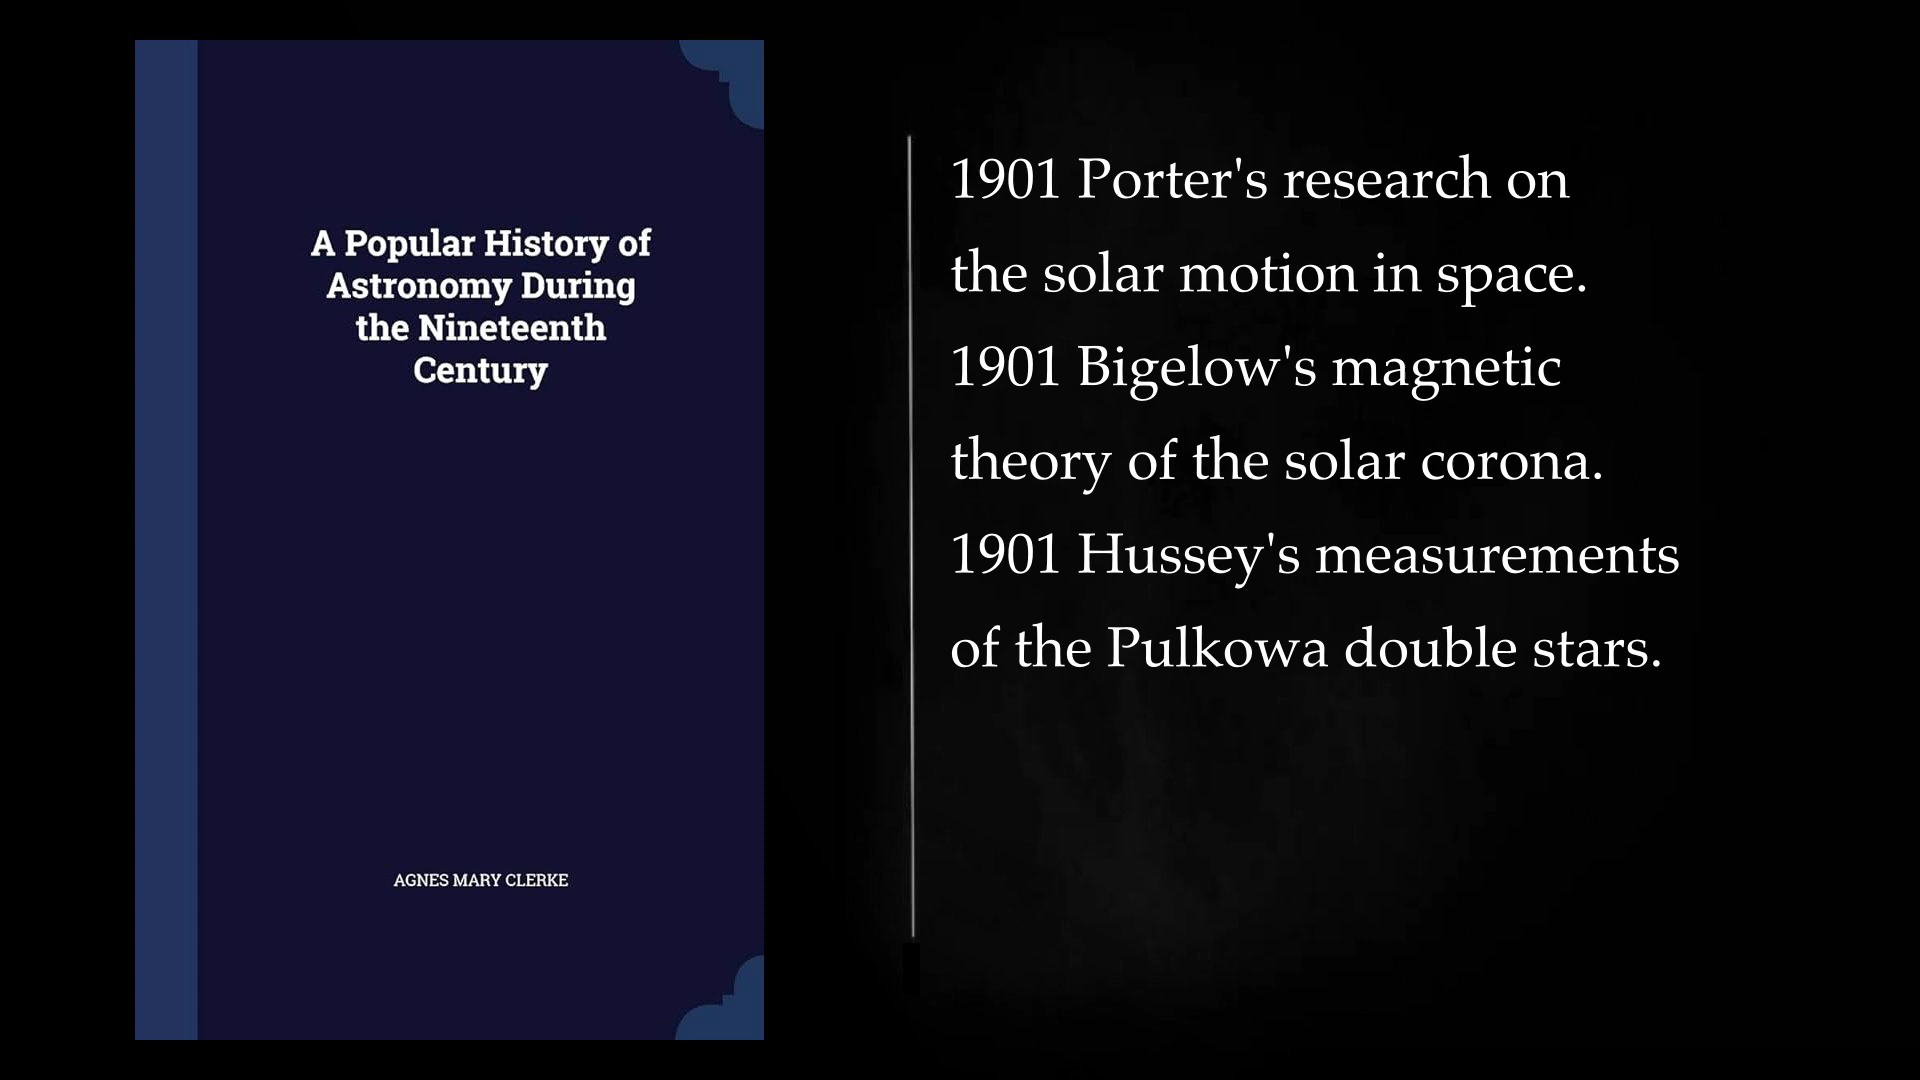 A Popular History of
Astronomy During
the Nineteenth
Century
AGNES MARY CLERKE
1901 Porter's research on
the solar motion in space.
1901 Bigelow's magnetic
theory of the solar corona.
1901 Hussey's measurements
of the Pulkowa double stars.